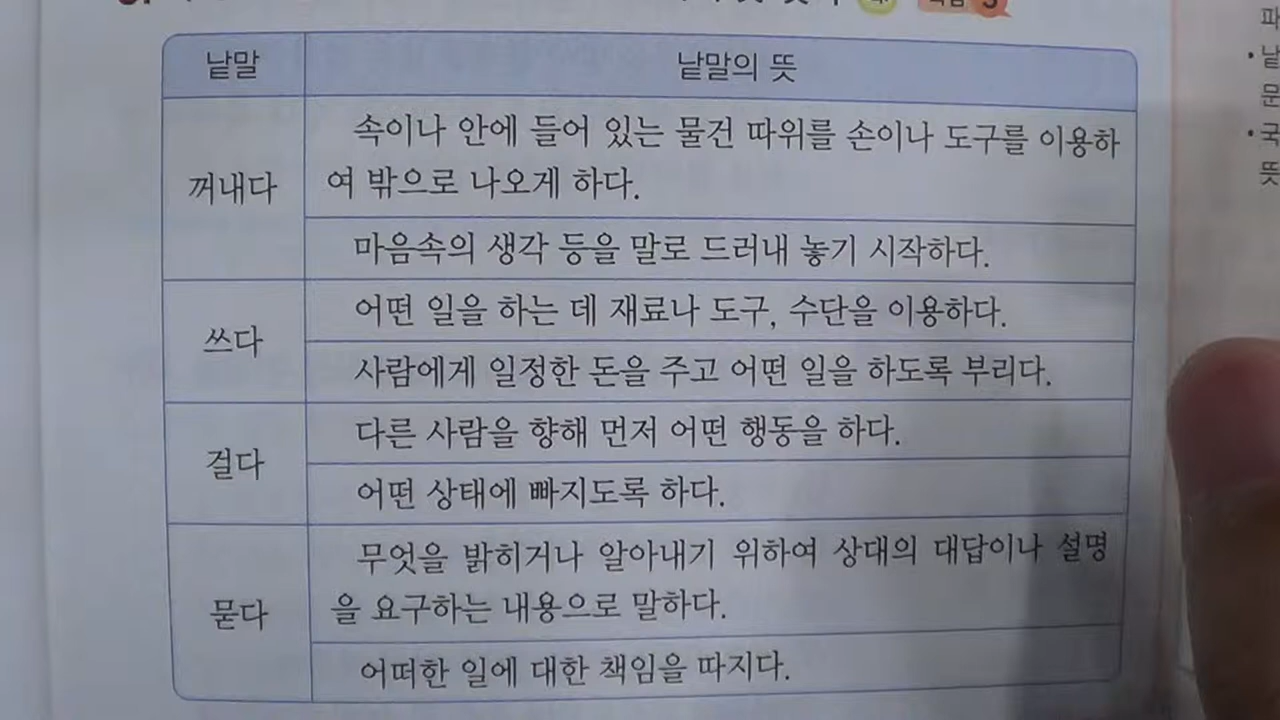 낱말
낱말의 뜻
꺼내다
속이나 안에 들어 있는 물건 따위를 손이나 도구를 이용하
여 밖으로 나오게 하다.
마음속의 생각 등을 말로 드러내 놓기 시작하다.
쓰다
어떤 일을 하는 데 재료나 도구, 수단을 이용하다.
사람에게 일정한 돈을 주고 어떤 일을 하도록 부리다.
걸다
다른 사람을 향해 먼저 어떤 행동을 하다.
어떤 상태에 빠지도록 하다.
묻다
무엇을 밝히거나 알아내기 위하여 상대의 대답이나 설명
을 요구하는 내용으로 말하다.
어떠한 일에 대한 책임을 따지다.
파
• 낱
문
• 국
뜻